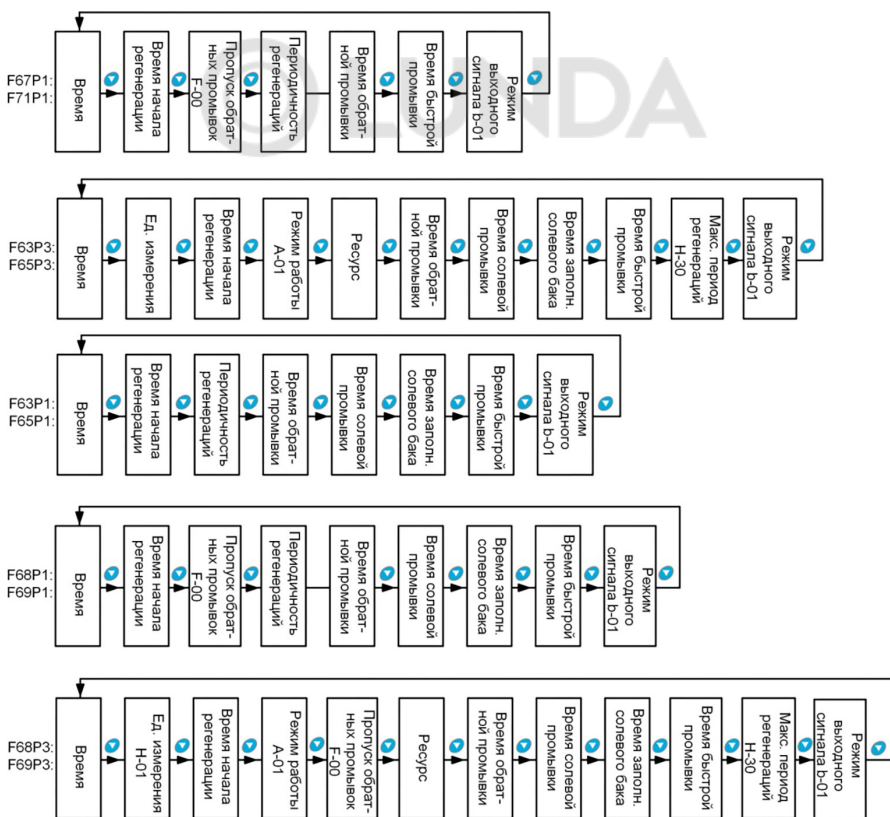 LUNDA
F67P1:
F71P1:
Время
Время начала
регенерации
Пропуск обрат-
ных промывок
F-00
Периодичность
регенераций
Время обрат-
ной промывки
Время быстрой
промывки
Режим
выходного
сигнала b-01
F63P3:
F65P3:
Время
Ед. измерения
Время начала
регенерации
Режим работы
A-01
Ресурс
Время обрат-
ной промывки
Время солевой
промывки
Время заполн.
солевого бака
Время быстрой
промывки
Макс. период
регенераций
H-30
Режим
выходного
сигнала b-01
F63P1:
F65P1:
Время
Время начала
регенерации
Периодичность
регенераций
Время обрат-
ной промывки
Время солевой
промывки
Время заполн.
солевого бака
Время быстрой
промывки
Режим
выходного
сигнала b-01
F68P1:
F69P1:
Время
Время начала
регенерации
Пропуск обрат-
ных промывок
F-00
Периодичность
регенераций
Время обрат-
ной промывки
Время солевой
промывки
Время заполн.
солевого бака
Время быстрой
промывки
Режим
выходного
сигнала b-01
F68P3:
F69P3:
Время
Ед. измерения
H-01
Время начала
регенерации
Режим работы
A-01
Пропуск обрат-
ных промывок
F-00
Ресурс
Время обрат-
ной промывки
Время солевой
промывки
Время заполн.
солевого бака
Время быстрой
промывки
Макс. период
регенераций
H-30
Режим
выходного
сигнала b-01